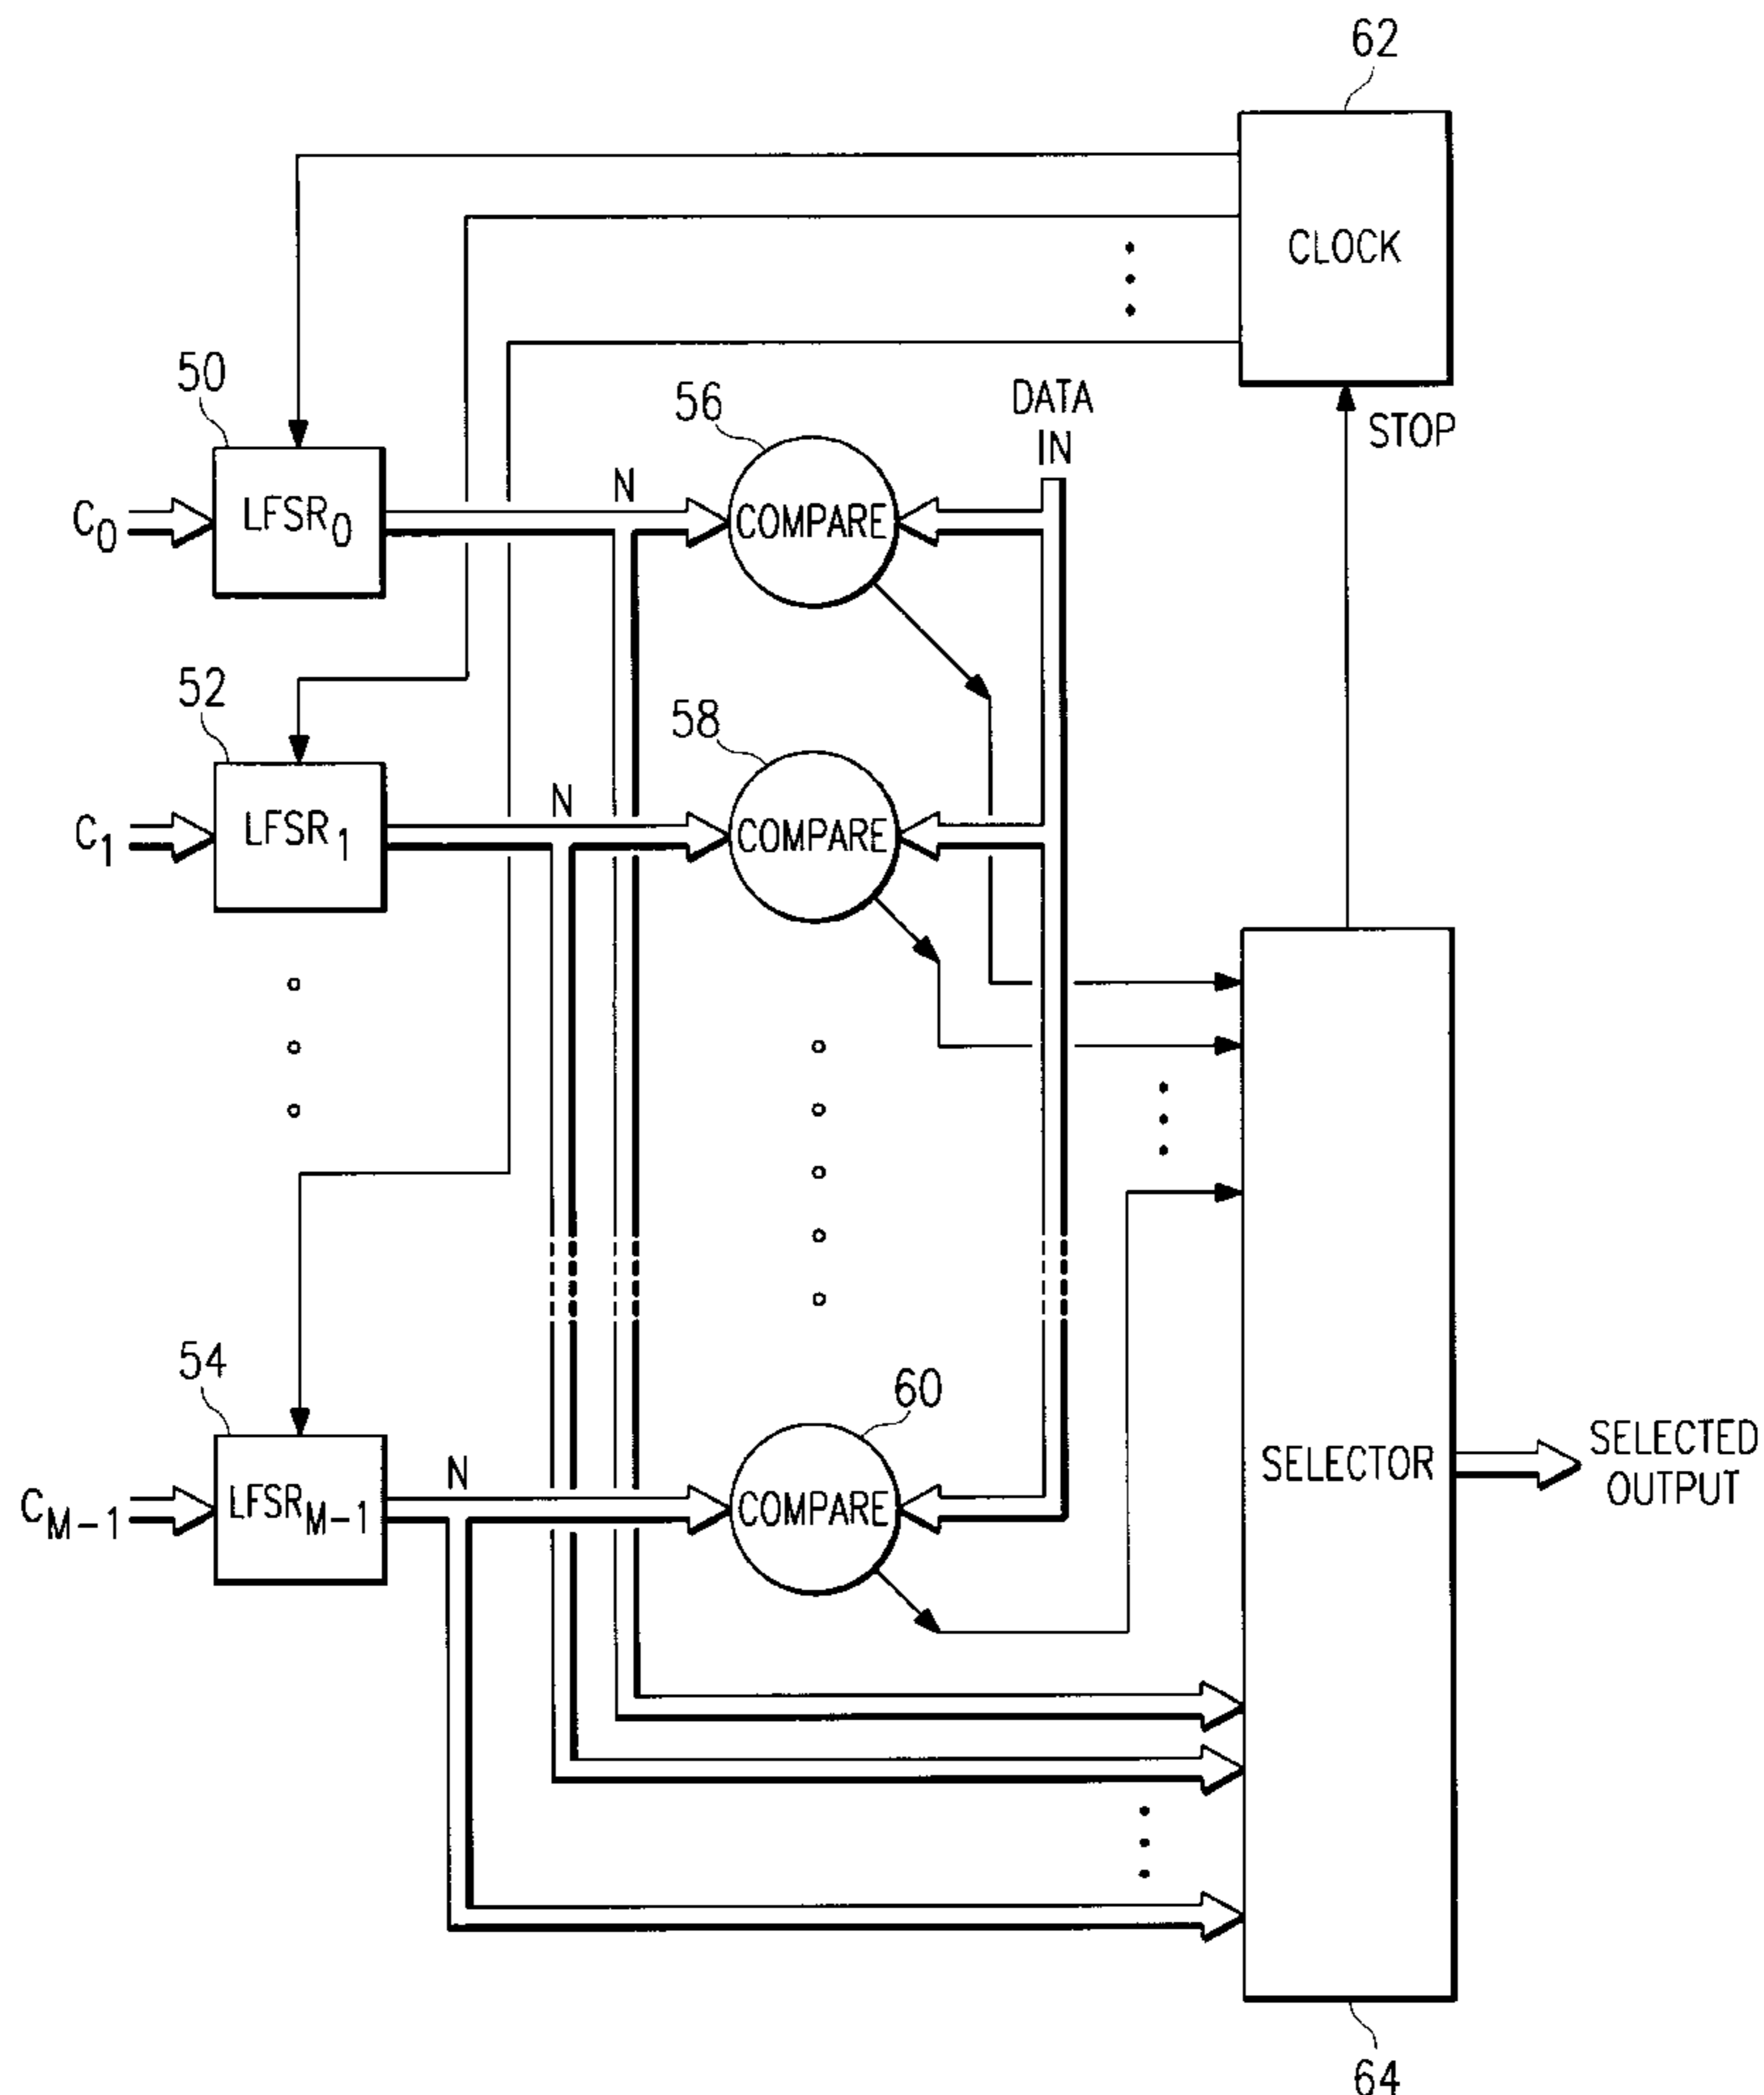 62
CLOCK
50
56
DATA
IN
STOP
N
C0
LFSR0
COMPARE
52
58
N
C1
LFSR1
COMPARE
54
60
N
CM-1
LFSRM-1
COMPARE
SELECTOR
SELECTED
OUTPUT
64